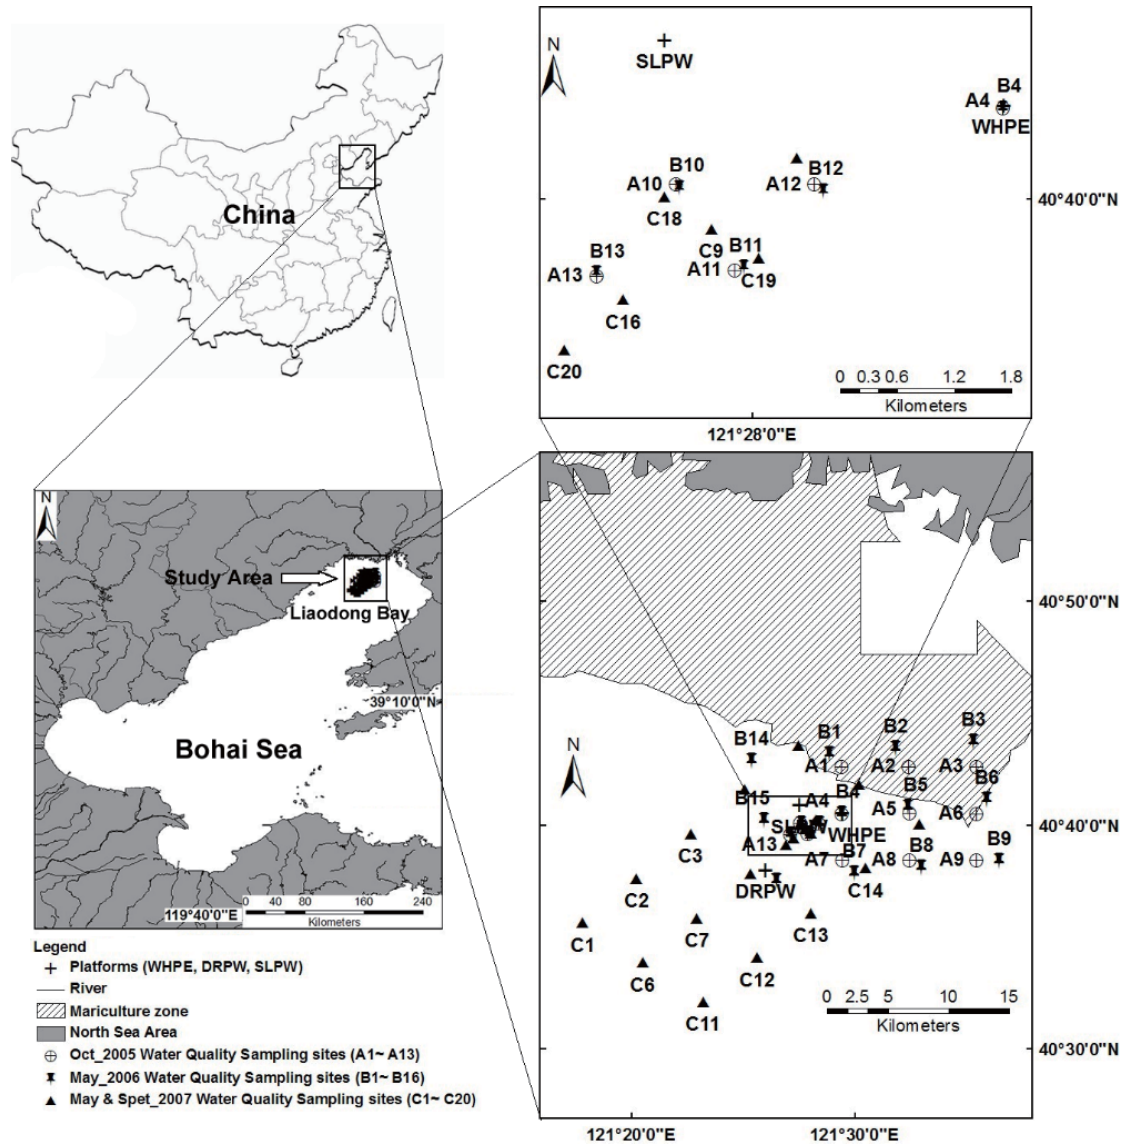 China
N
SLPW
B4
A4
WHPE
B10
A10
B12
A12
40°40'0"N
C18
C9
B13
A13
B11
A11
C19
C16
C20
0 0.3 0.6 1.2 1.8
Kilometers
121°28'0"E
N
Study Area
Liaodong Bay
39°10'0"N
Bohai Sea
119°40'0"E
0 40 80 160 240
Kilometers
40°50'0"N
N
B14
B1
B2
B3
A1
A2
A3
B15
A4
B4
B5
A5
B6
A6
SLPW
WHPE
40°40'0"N
C3
A13
A7
B7
A8
B8
A9
B9
DRPW
C14
C2
C1
C7
C13
C6
C12
C11
0 2.5 5 10 15
Kilometers
40°30'0"N
121°20'0"E 121°30'0"E
Legend
Platforms (WHPE, DRPW, SLPW)
River
Mariculture zone
North Sea Area
Oct_2005 Water Quality Sampling sites (A1~ A13)
May_2006 Water Quality Sampling sites (B1~ B16)
May & Spet_2007 Water Quality Sampling sites (C1~ C20)